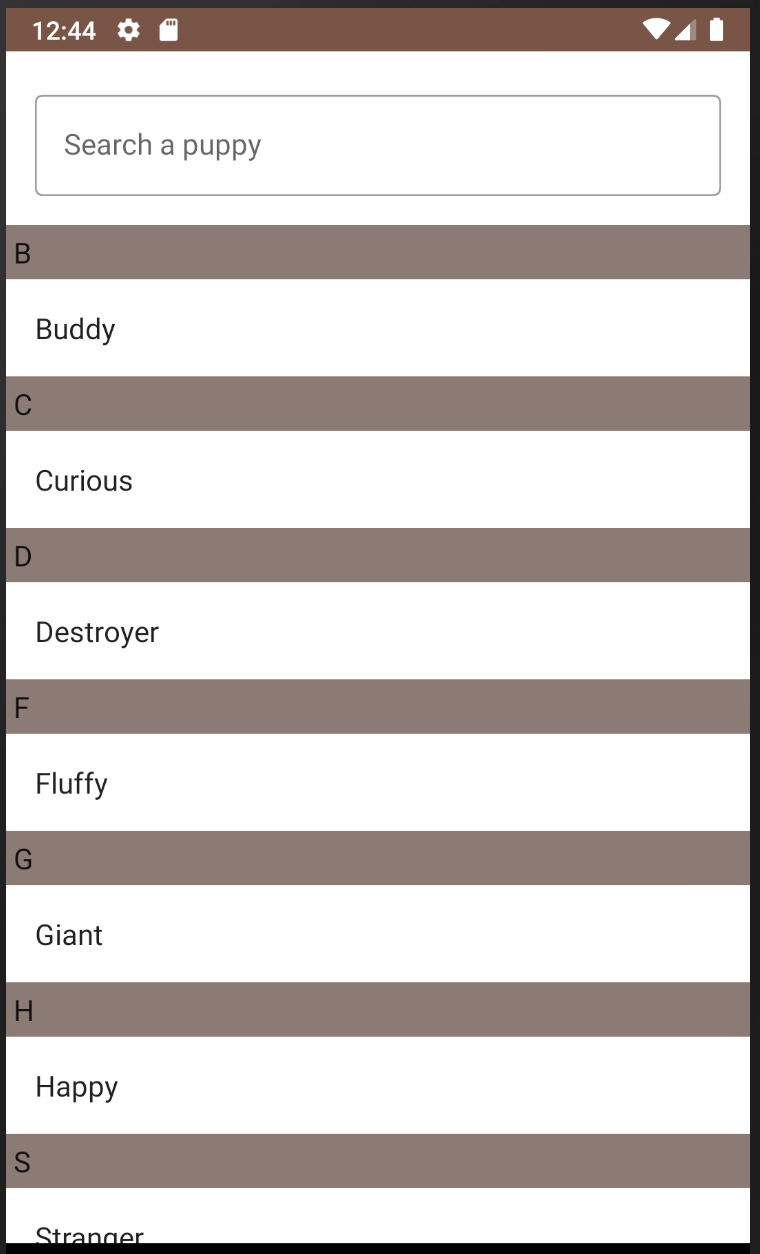 12:44
Search a puppy
B
Buddy
C
Curious
D
Destroyer
F
Fluffy
G
Giant
H
Happy
S
Stranger